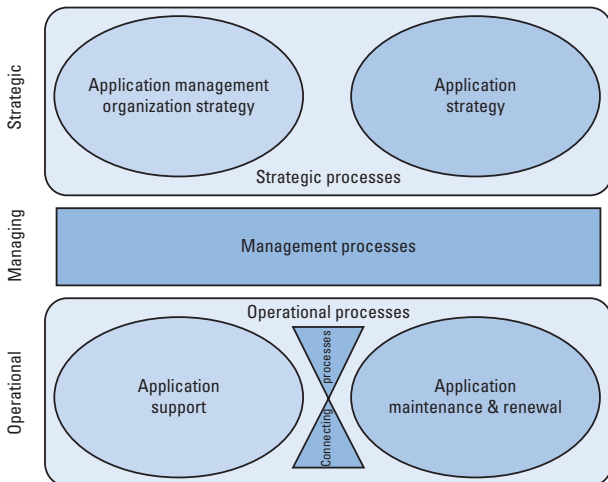 Strategic
Application management
organization strategy
Application
strategy
Strategic processes
Managing
Management processes
Operational
Operational processes
Application
support
Connecting processes
Application
maintenance & renewal